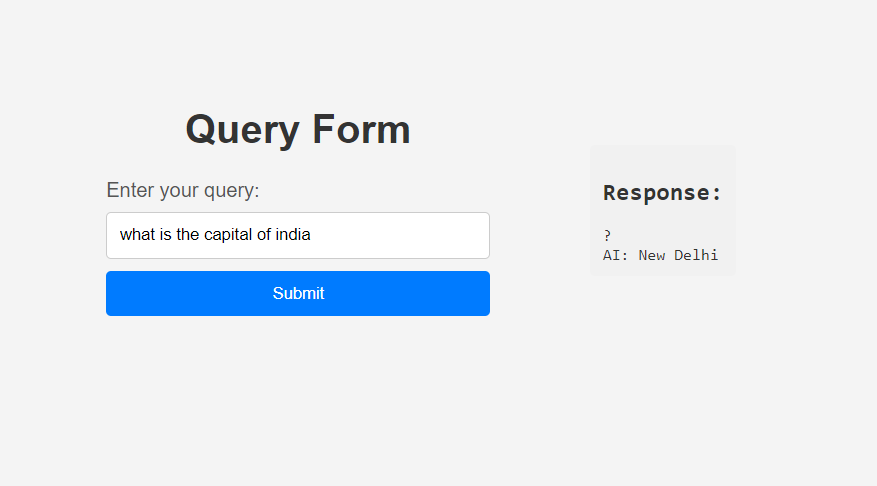 Query Form
Enter your query:
what is the capital of india
Submit
Response:
?
AI: New Delhi